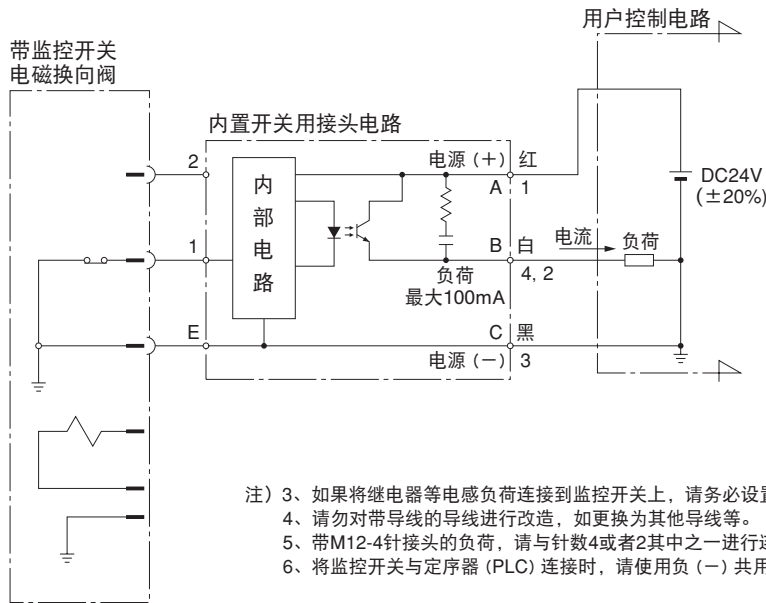 用户控制电路
带监控开关
电磁换向阀
内置开关用接头电路
2
电源 (+)
红
A
1
DC24V
(±20%)
内部电路
1
B
白
电流
负荷
4, 2
负荷
最大100mA
E
C
黑
电源 (−)
3
注) 3、如果将继电器等电感负荷连接到监控开关上，请务必设置
4、请勿对带导线的导线进行改造，如更换为其他导线等。
5、带M12-4针接头的负荷，请与针数4或者2其中之一进行
6、将监控开关与定序器 (PLC) 连接时，请使用负 (−) 共用